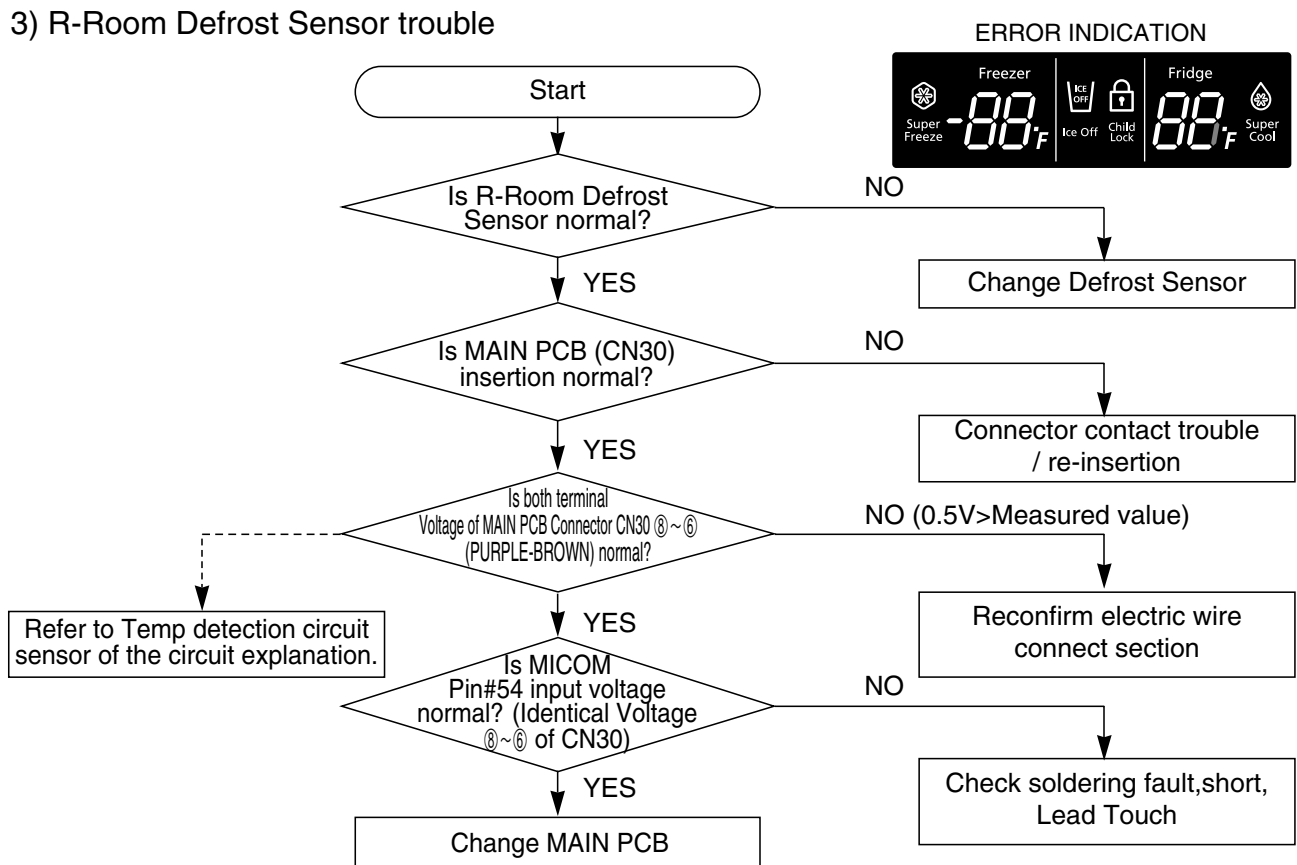 3) R-Room Defrost Sensor trouble
ERROR INDICATION
Freezer
Fridge
ICE
OFF
Super
Freeze
-88°F
Ice Off
Child
Lock
88°F
Super
Cool
Start
Is R-Room Defrost
Sensor normal?
NO
Change Defrost Sensor
YES
Is MAIN PCB (CN30)
insertion normal?
NO
Connector contact trouble
/ re-insertion
YES
Is both terminal
Voltage of MAIN PCB Connector CN30 ⑧~⑥
(PURPLE-BROWN) normal?
NO (0.5V>Measured value)
Reconfirm electric wire
connect section
Refer to Temp detection circuit
sensor of the circuit explanation.
YES
Is MICOM
Pin#54 input voltage
normal? (Identical Voltage
⑧~⑥ of CN30)
NO
Check soldering fault,short,
Lead Touch
YES
Change MAIN PCB